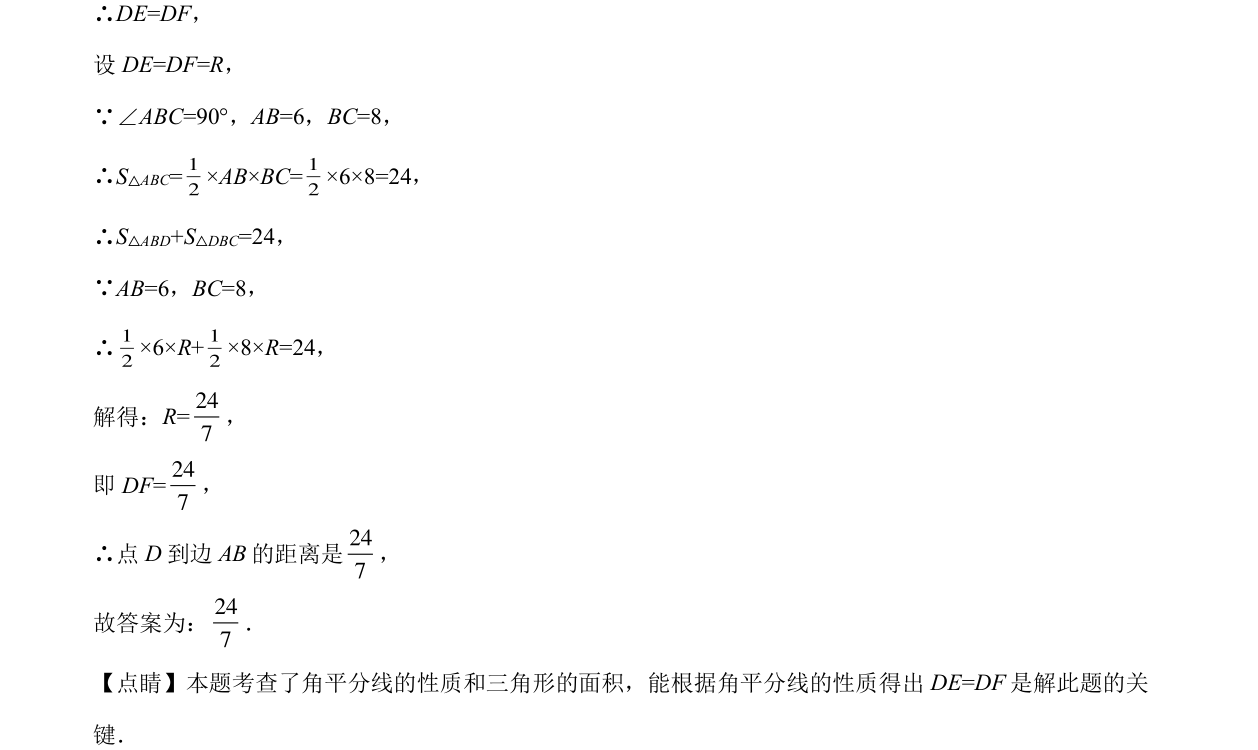 ∴DE=DF，
设 DE=DF=R，
∵∠ABC=90°，AB=6，BC=8，
∴S△ABC=1/2×AB×BC=1/2×6×8=24，
∴S△ABD+S△DBC=24，
∵AB=6，BC=8，
∴1/2×6×R+1/2×8×R=24，
解得：R=24/7，
即 DF=24/7，
∴点 D 到边 AB 的距离是24/7，
故答案为：24/7．
【点睛】本题考查了角平分线的性质和三角形的面积，能根据角平分线的性质得出 DE=DF 是解此题的关
键．